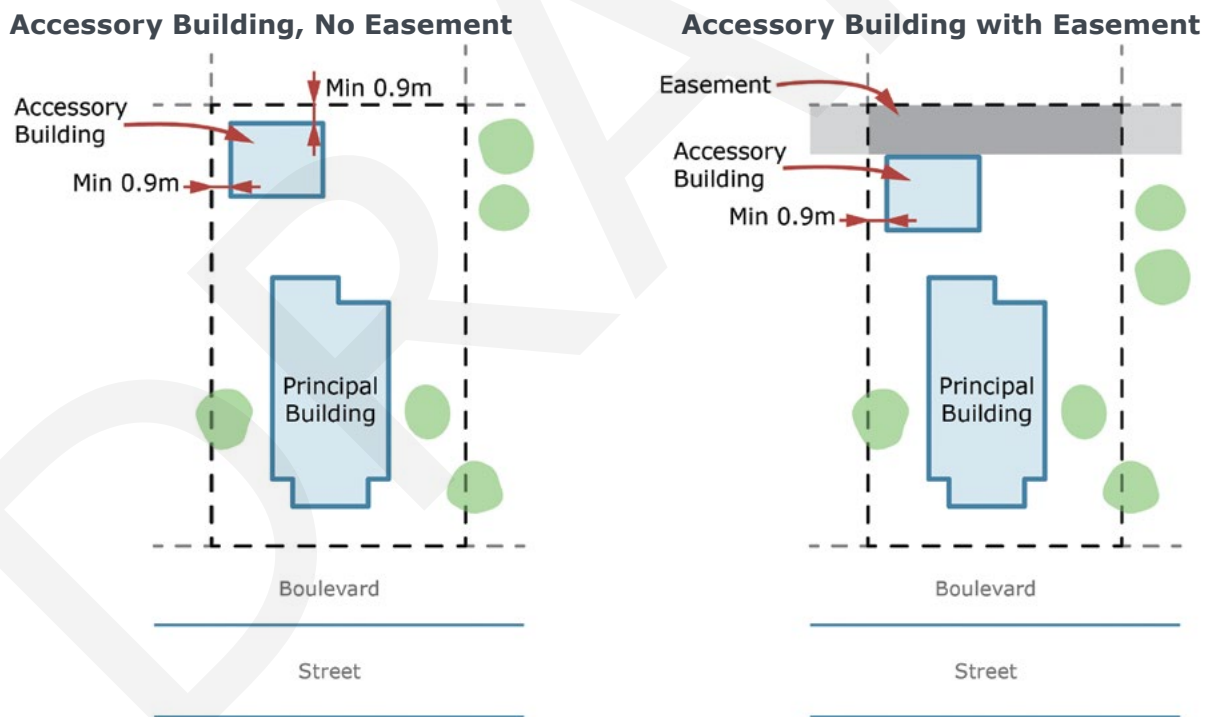 Accessory Building, No Easement
Min 0.9m
Accessory
Building
Min 0.9m
Principal
Building
Boulevard
Street
Accessory Building with Easement
Easement
Accessory
Building
Min 0.9m
Principal
Building
Boulevard
Street
DRA